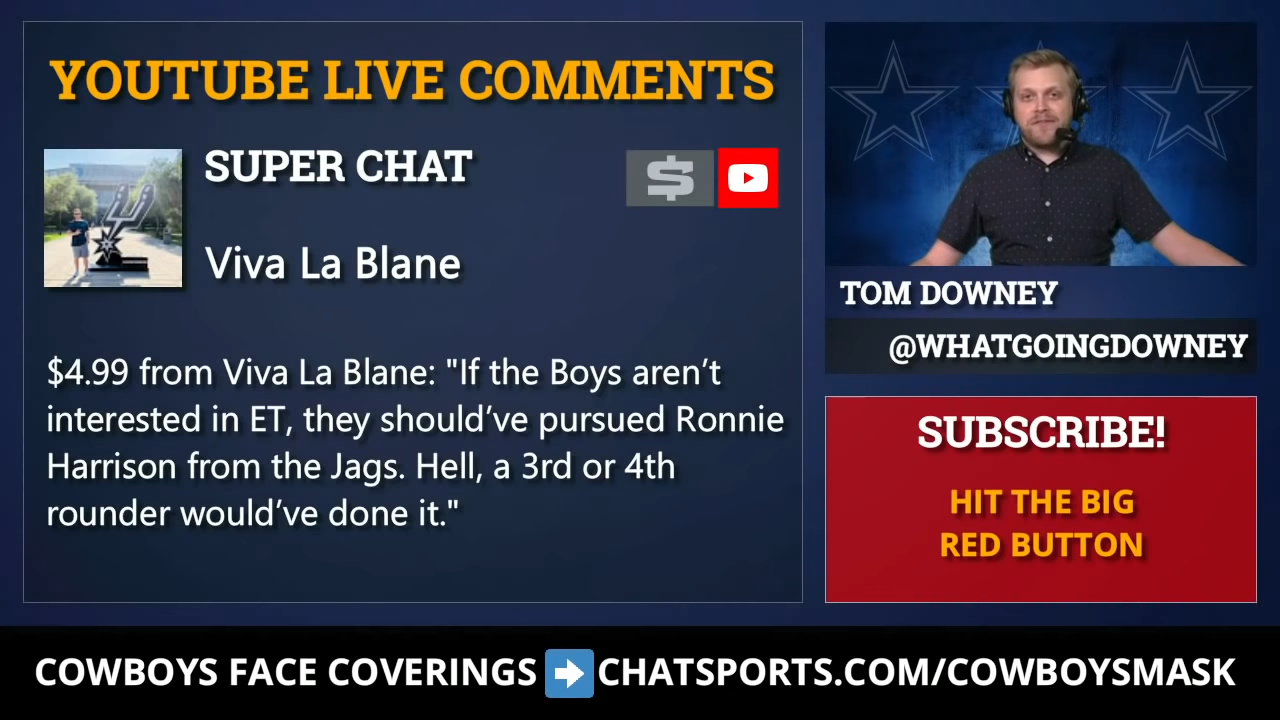 YOUTUBE LIVE COMMENTS
SUPER CHAT
Viva La Blane
$4.99 from Viva La Blane: "If the Boys aren’t
interested in ET, they should’ve pursued Ronnie
Harrison from the Jags. Hell, a 3rd or 4th
rounder would’ve done it."
TOM DOWNEY
@WHATGOINGDOWNEY
SUBSCRIBE!
HIT THE BIG
RED BUTTON
COWBOYS FACE COVERINGS ➡ CHATSPORTS.COM/COWBOYSMASK